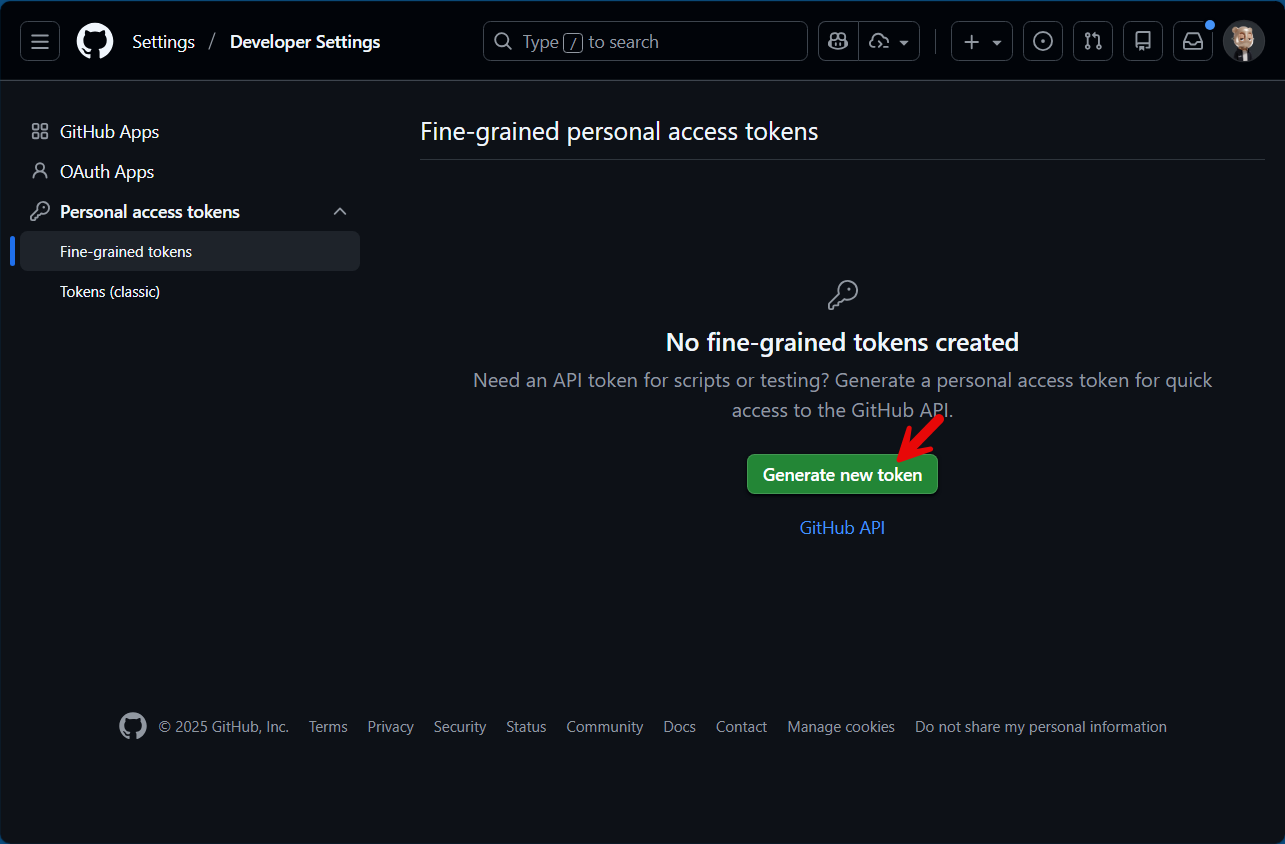 Settings / Developer Settings
Type / to search
GitHub Apps
OAuth Apps
Personal access tokens
Fine-grained tokens
Tokens (classic)
Fine-grained personal access tokens
No fine-grained tokens created
Need an API token for scripts or testing? Generate a personal access token for quick
access to the GitHub API.
Generate new token
GitHub API
© 2025 GitHub, Inc. Terms Privacy Security Status Community Docs Contact Manage cookies Do not share my personal information